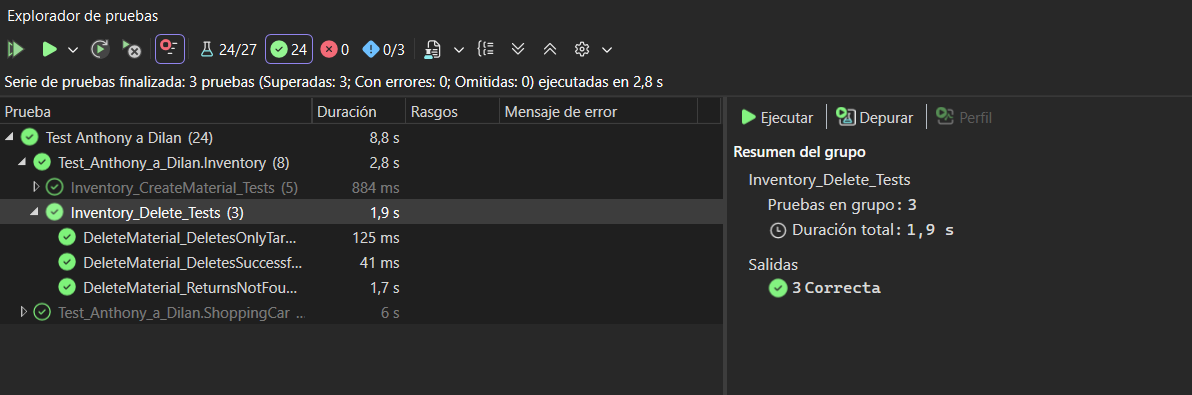 Explorador de pruebas
24/27 24 0 0/3
Serie de pruebas finalizada: 3 pruebas (Superadas: 3; Con errores: 0; Omitidas: 0) ejecutadas en 2,8 s
Prueba Duración Rasgos Mensaje de error
Test Anthony a Dilan (24) 8,8 s
Test_Anthony_a_Dilan.Inventory (8) 2,8 s
Inventory_CreateMaterial_Tests (5) 884 ms
Inventory_Delete_Tests (3) 1,9 s
DeleteMaterial_DeletesOnlyTar... 125 ms
DeleteMaterial_DeletesSuccessf... 41 ms
DeleteMaterial_ReturnsNotFou... 1,7 s
Test_Anthony_a_Dilan.ShoppingCar ... 6 s
Ejecutar Depurar Perfil
Resumen del grupo
Inventory_Delete_Tests
Pruebas en grupo: 3
Duración total: 1,9 s
Salidas
3 Correcta